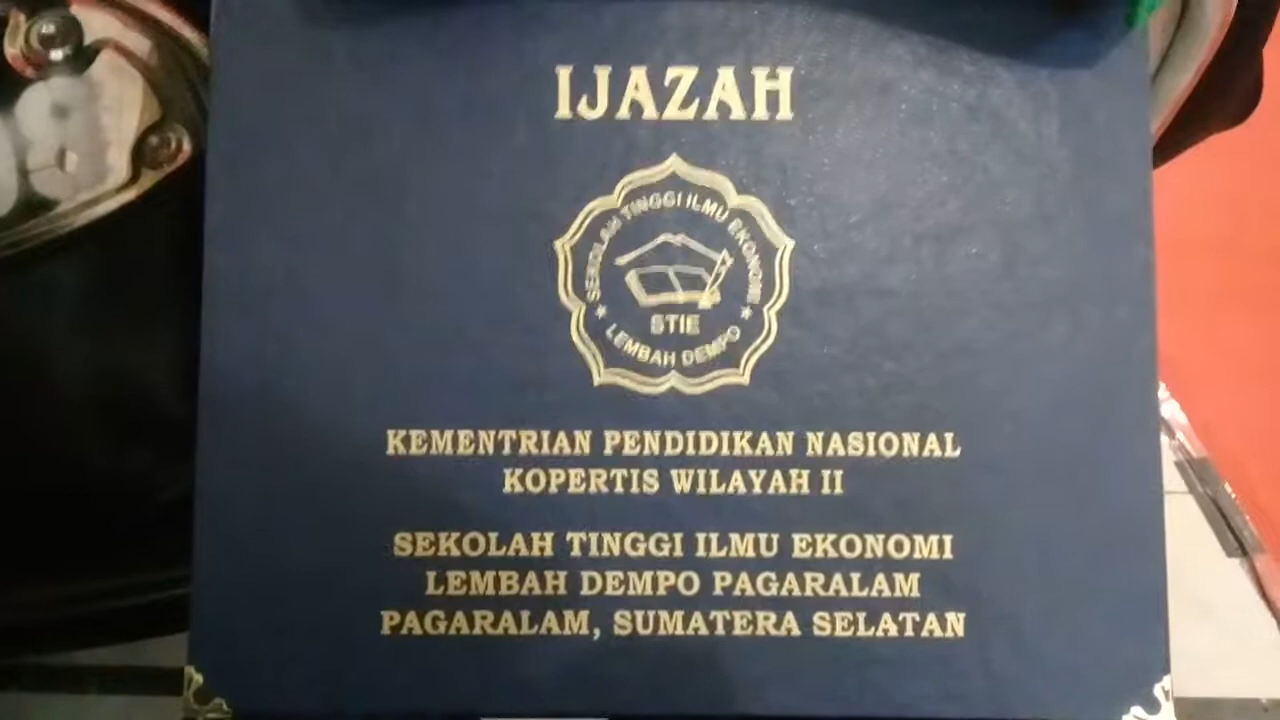 IJAZAH
SEKOLAH TINGGI ILMU EKONOMI
STIE
LEMBAH DEMPO
KEMENTRIAN PENDIDIKAN NASIONAL
KOPERTIS WILAYAH II
SEKOLAH TINGGI ILMU EKONOMI
LEMBAH DEMPO PAGARALAM
PAGARALAM, SUMATERA SELATAN